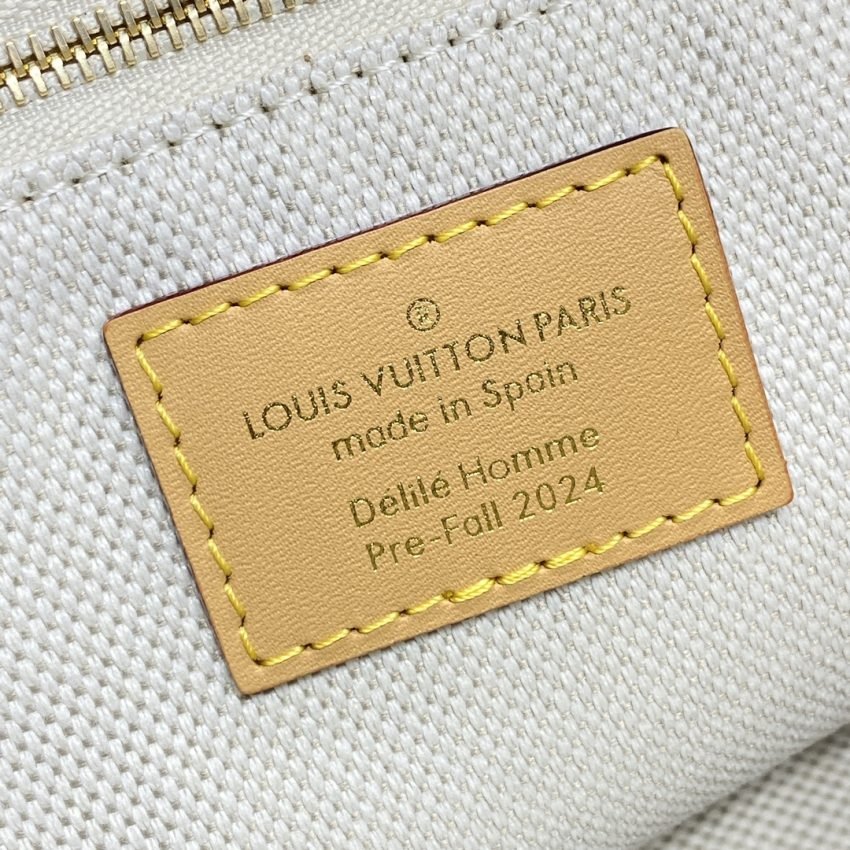 LOUIS VUITTON PARIS
made in Spain
Delilé Homme
Pre-Fall 2024